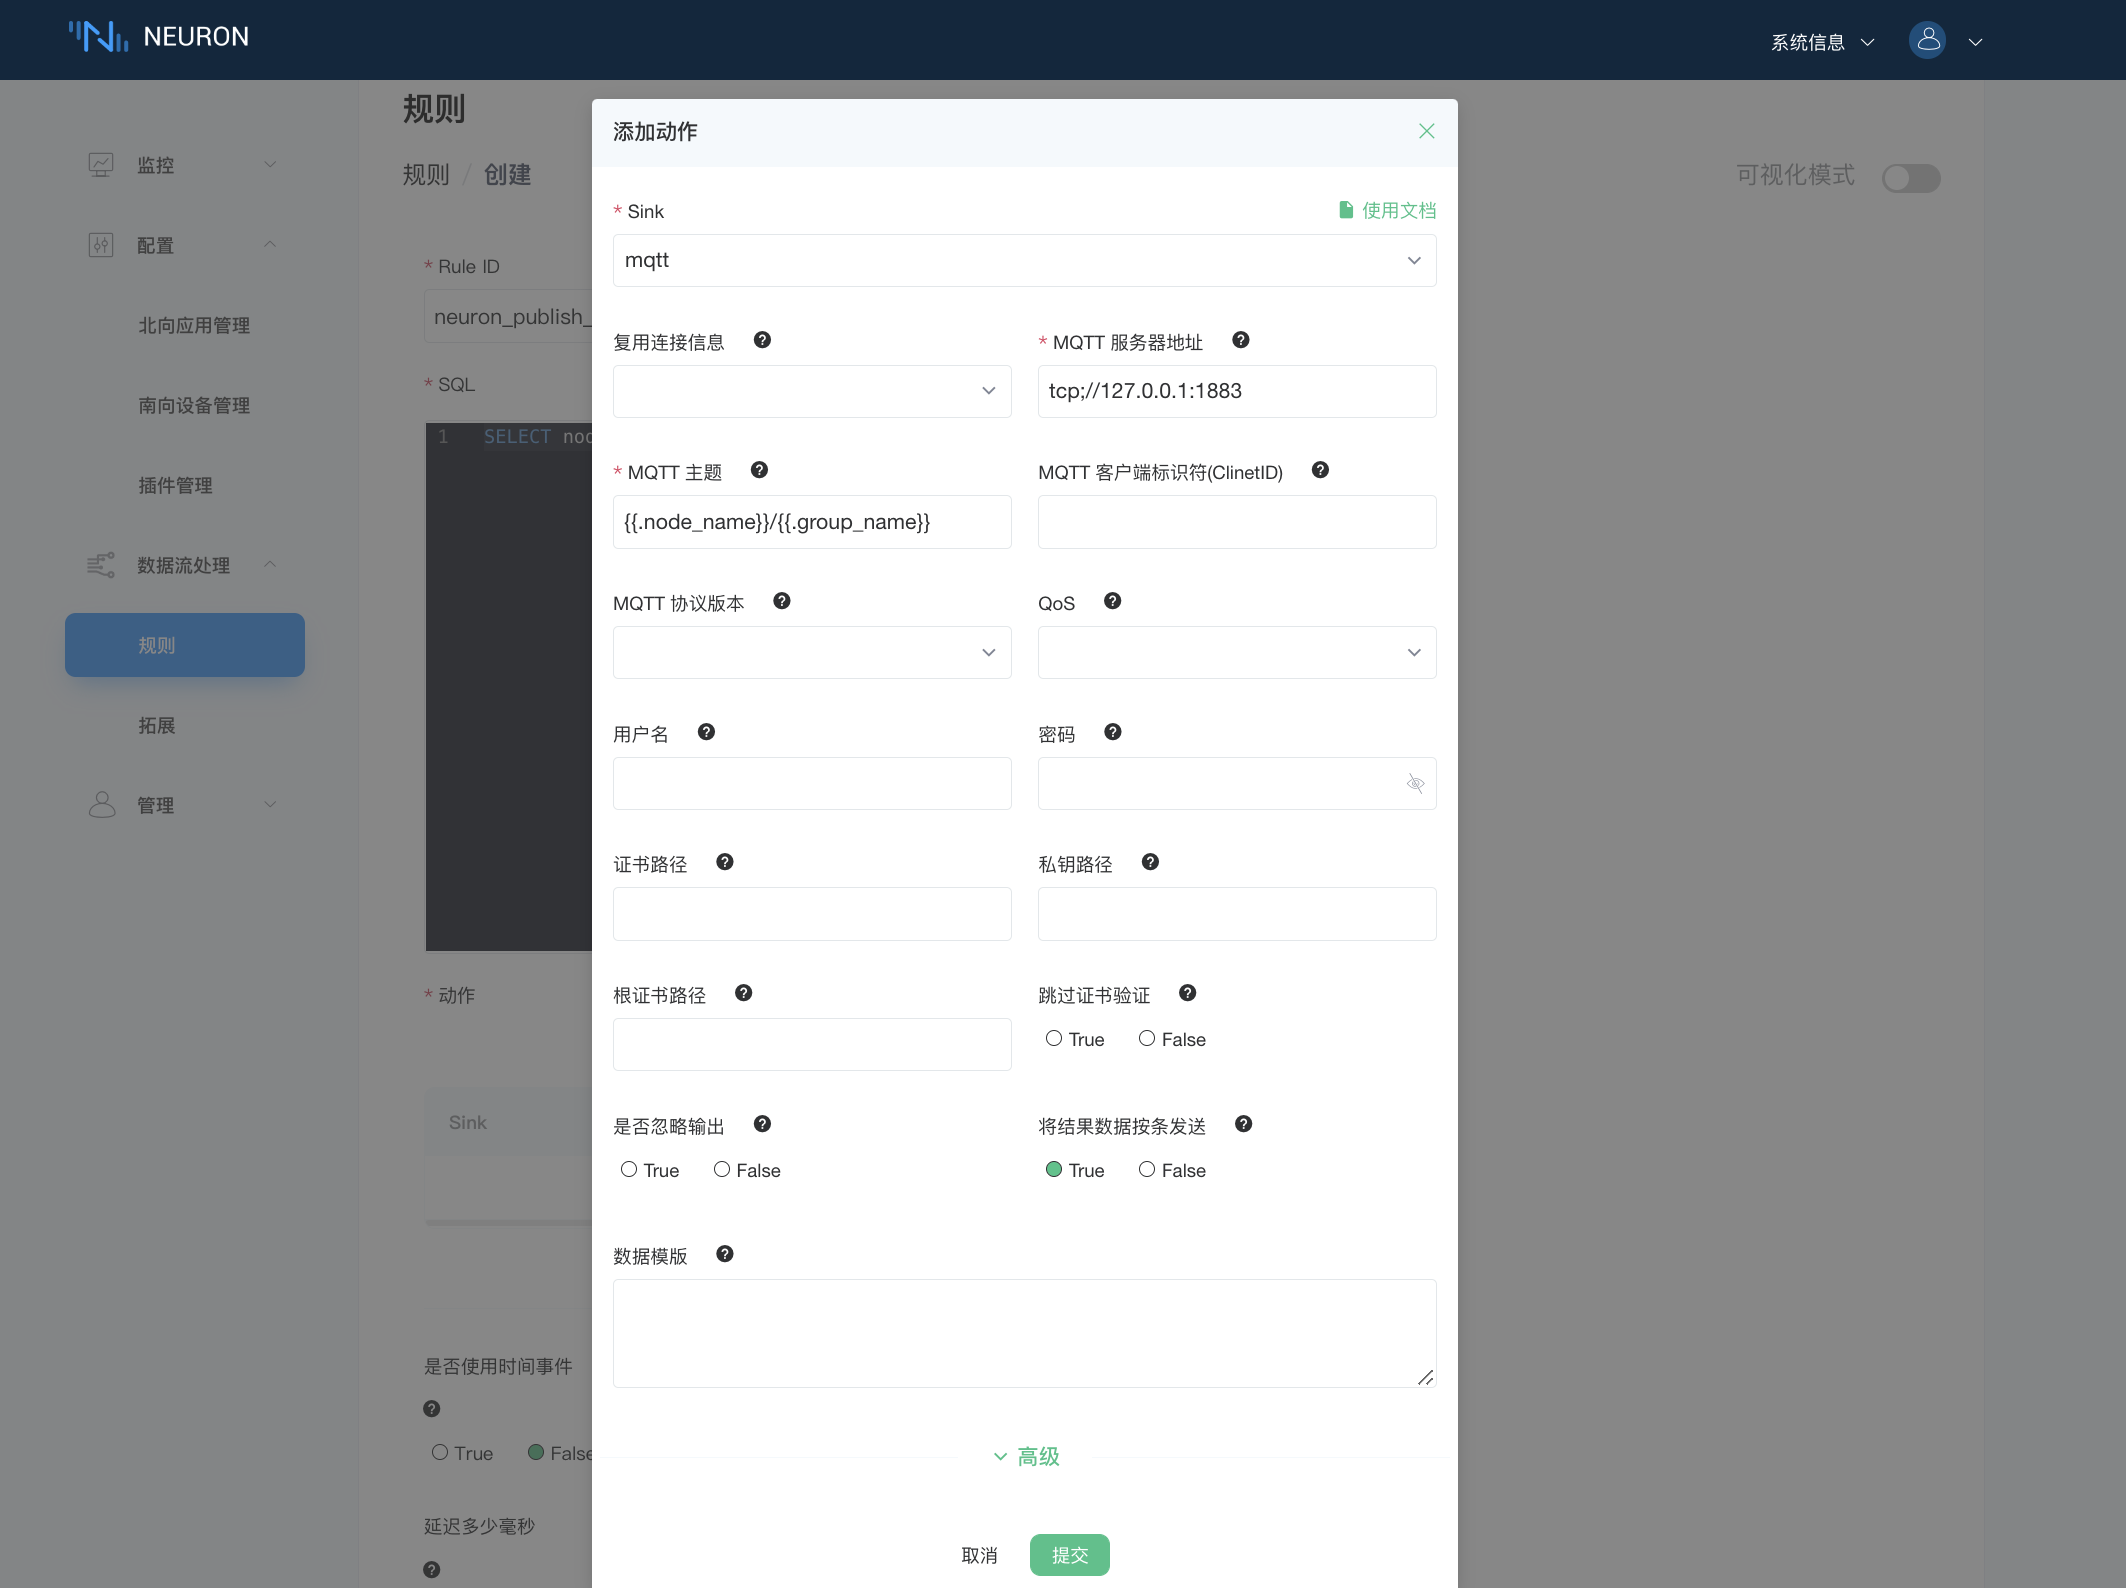 NEURON
系统信息
监控
配置
北向应用管理
南向设备管理
插件管理
数据流处理
规则
拓展
管理
规则
规则 / 创建
可视化模式
* Rule ID
neuron_publish_
* SQL
1 SELECT nod
* 动作
Sink
是否使用时间事件
True False
延迟多少毫秒
添加动作
* Sink
使用文档
mqtt
复用连接信息
* MQTT 服务器地址
tcp;//127.0.0.1:1883
* MQTT 主题
MQTT 客户端标识符(ClinetID)
{{.node_name}}/{{.group_name}}
MQTT 协议版本
QoS
用户名
密码
证书路径
私钥路径
根证书路径
跳过证书验证
True False
是否忽略输出
将结果数据按条发送
True False
True False
数据模版
高级
取消
提交